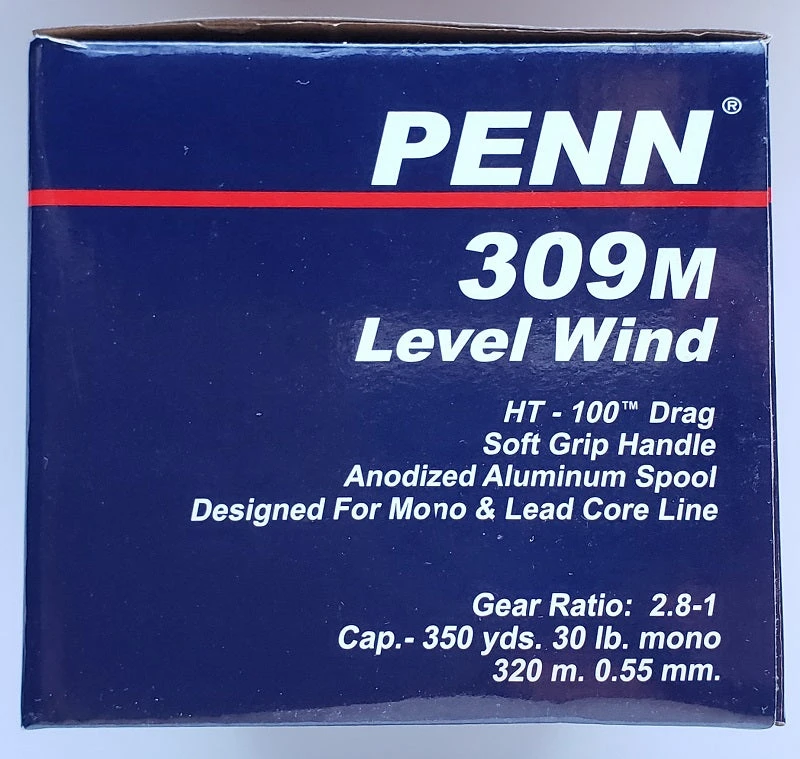 PENN®
309M
Level Wind
HT - 100™ Drag
Soft Grip Handle
Anodized Aluminum Spool
Designed For Mono & Lead Core Line
Gear Ratio: 2.8-1
Cap.- 350 yds. 30 lb. mono
320 m. 0.55 mm.